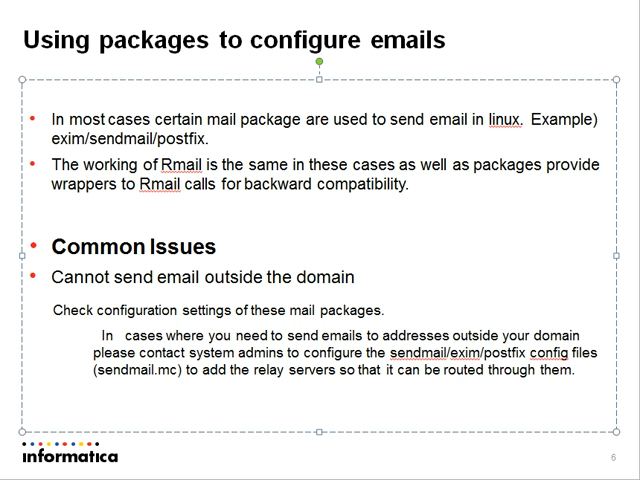 Using packages to configure emails
• In most cases certain mail package are used to send email in linux. Example)
exim/sendmail/postfix.
• The working of Rmail is the same in these cases as well as packages provide
wrappers to Rmail calls for backward compatibility.
• Common Issues
• Cannot send email outside the domain
Check configuration settings of these mail packages.
In cases where you need to send emails to addresses outside your domain
please contact system admins to configure the sendmail/exim/postfix config files
(sendmail.mc) to add the relay servers so that it can be routed through them.
informatica
6